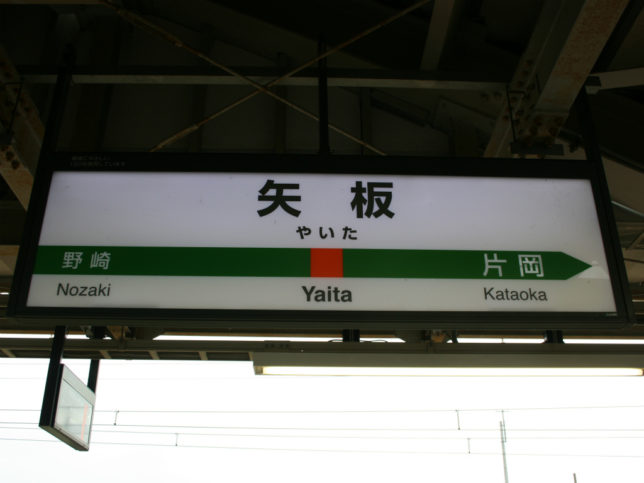 矢板
やいた
野崎 片岡
Nozaki Yaita Kataoka